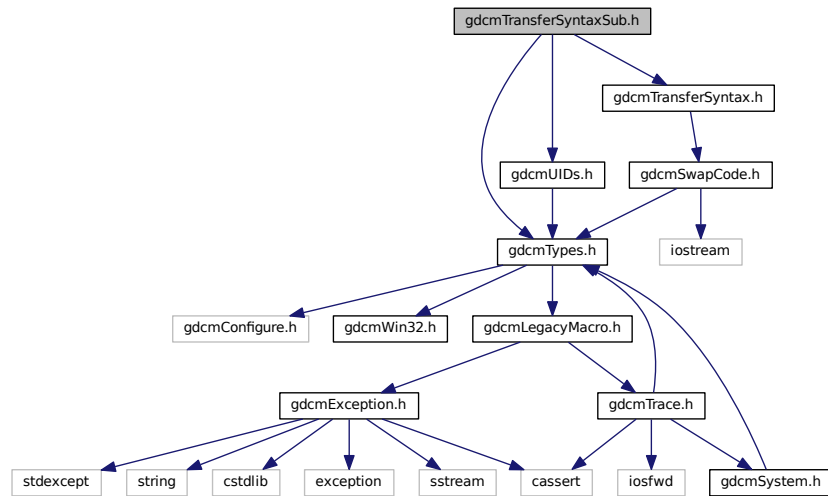 gdcmTransferSyntaxSub.h
gdcmTransferSyntax.h
gdcmUIDs.h
gdcmSwapCode.h
gdcmTypes.h
iostream
gdcmConfigure.h
gdcmWin32.h
gdcmLegacyMacro.h
gdcmException.h
gdcmTrace.h
stdexcept
string
cstdlib
exception
sstream
cassert
iosfwd
gdcmSystem.h